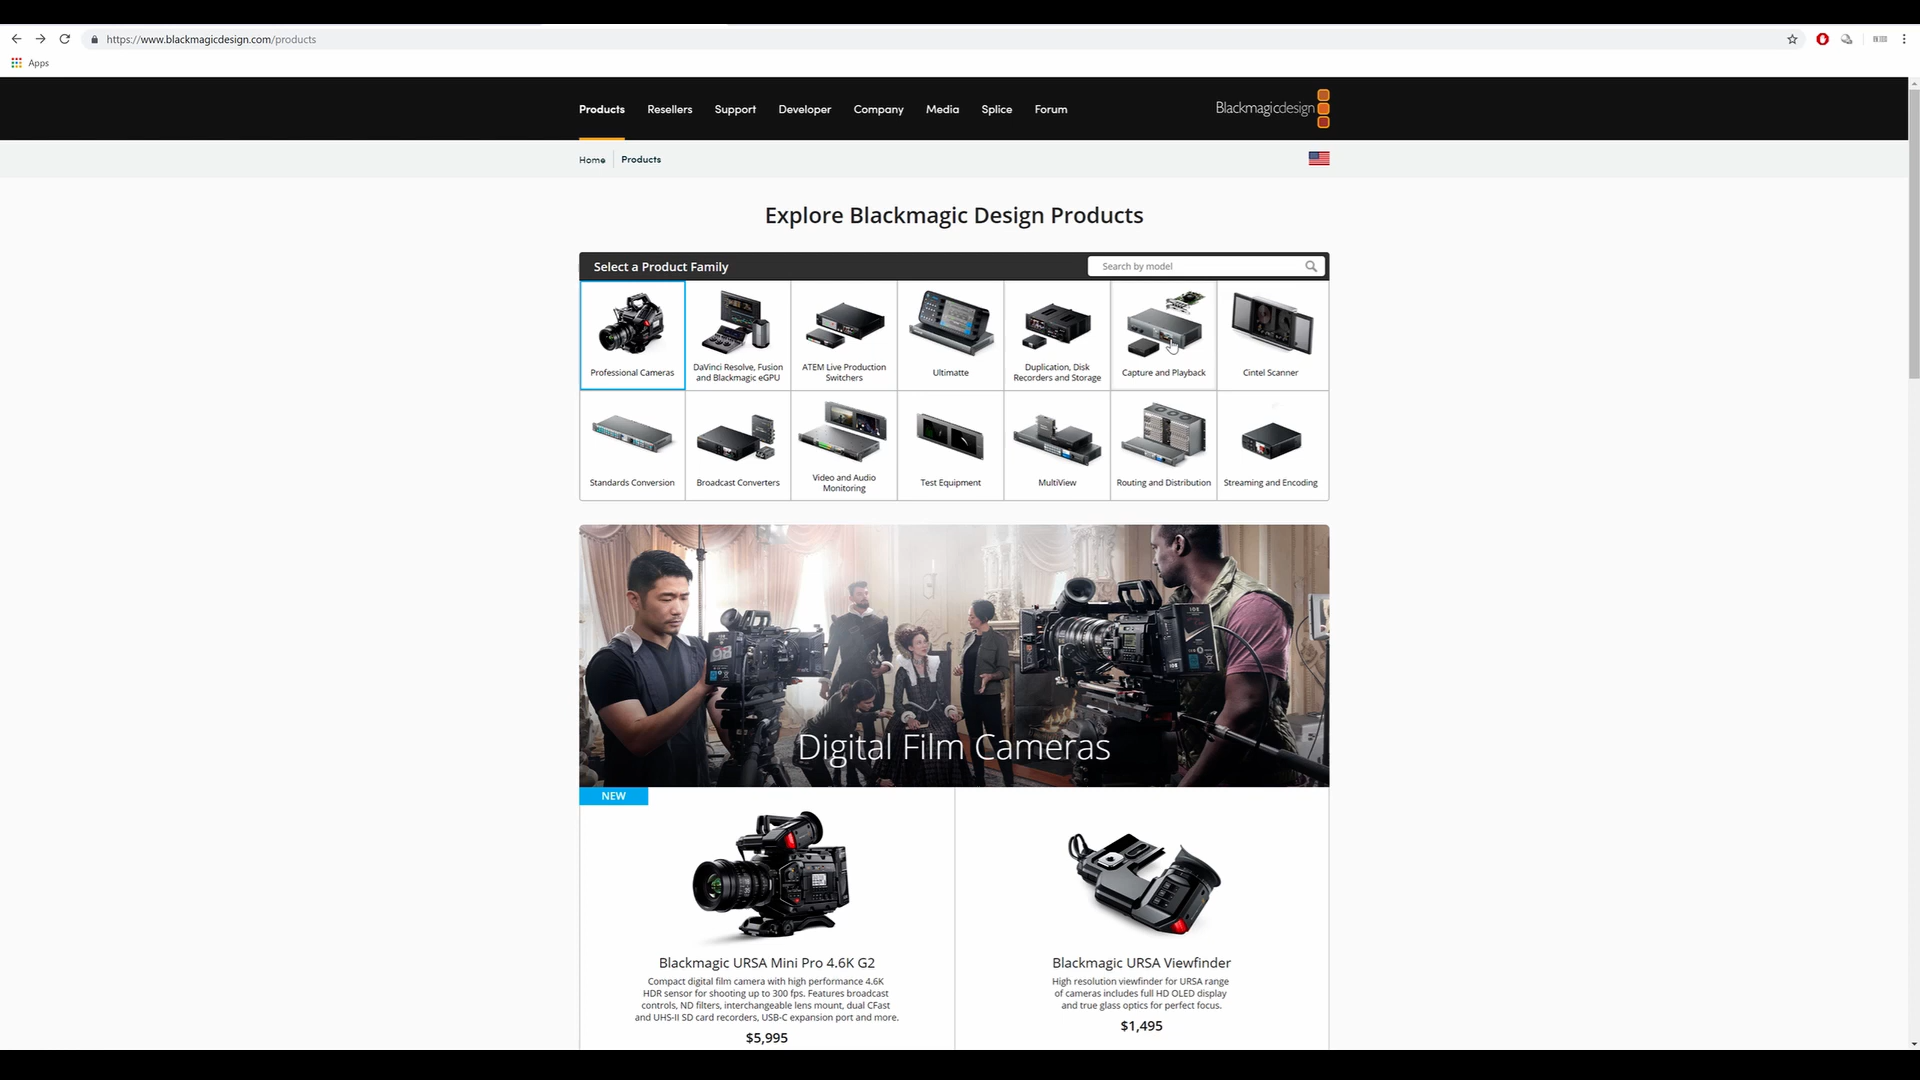 https://www.blackmagicdesign.com/products
Apps
Products Resellers Support Developer Company Media Splice Forum
Blackmagicdesign
Home Products
Explore Blackmagic Design Products
Select a Product Family
Search by model
Professional Cameras
DaVinci Resolve, Fusion
and Blackmagic eGPU
ATEM Live Production
Switchers
Ultimatte
Duplication, Disk
Recorders and Storage
Capture and Playback
Cintel Scanner
Standards Conversion
Broadcast Converters
Video and Audio
Monitoring
Test Equipment
MultiView
Routing and Distribution
Streaming and Encoding
Digital Film Cameras
NEW
Blackmagic URSA Mini Pro 4.6K G2
Compact digital film camera with high performance 4.6K
HDR sensor for shooting up to 300 fps. Features broadcast
controls, ND filters, interchangeable lens mount, dual CFast
and UHS-II SD card recorders, USB-C expansion port and more.
$5,995
Blackmagic URSA Viewfinder
High resolution viewfinder for URSA range
of cameras includes full HD OLED display
and true glass optics for perfect focus.
$1,495